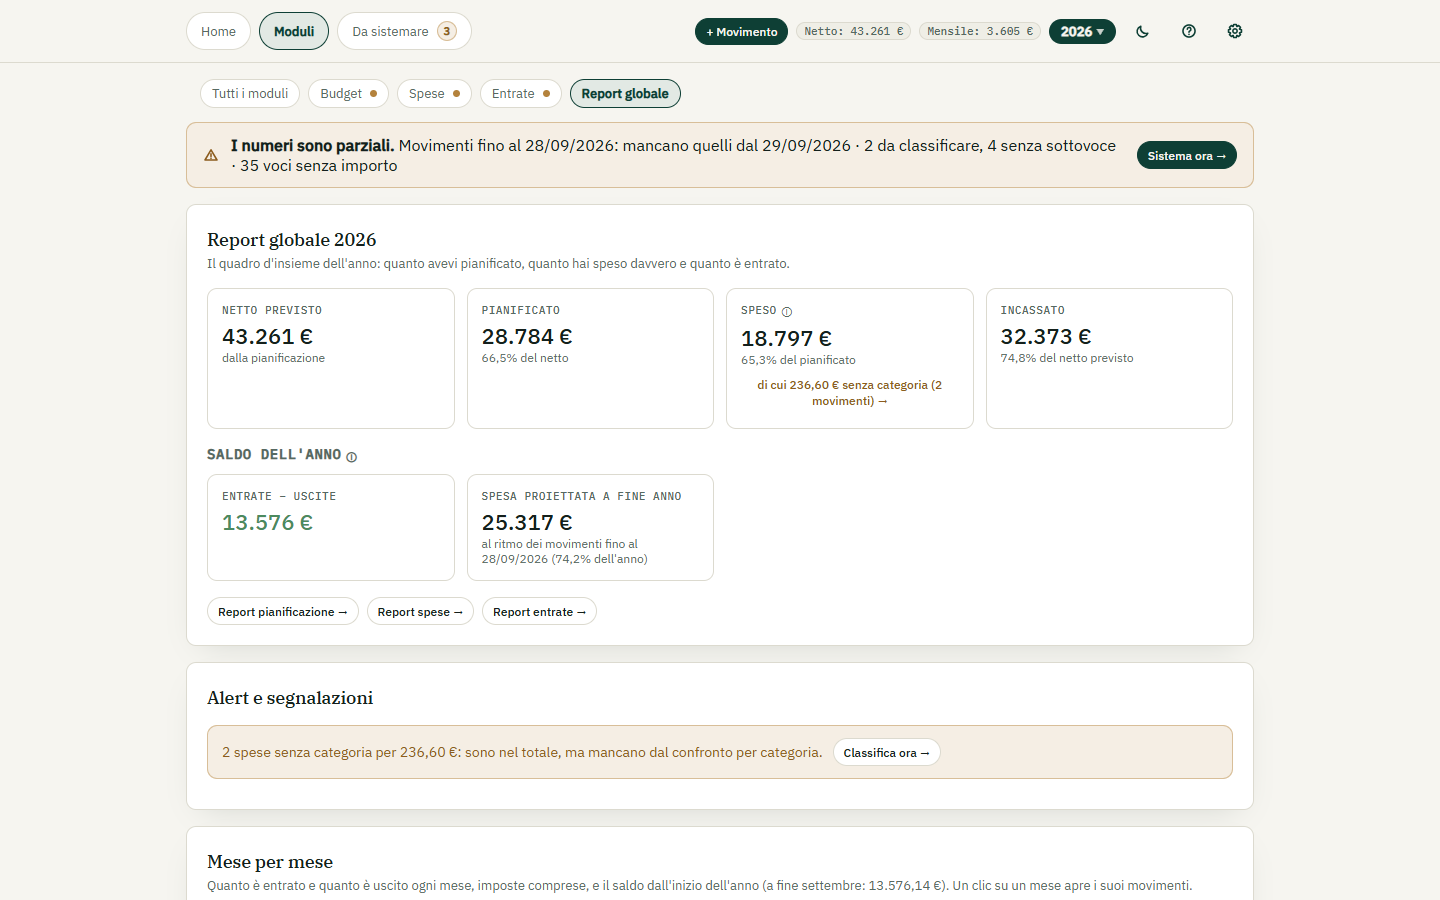 Home
Moduli
Da sistemare 3
+ Movimento
Netto: 43.261 €
Mensile: 3.605 €
2026 ▾
Tutti i moduli
Budget
Spese
Entrate
Report globale
I numeri sono parziali. Movimenti fino al 28/09/2026: mancano quelli dal 29/09/2026 · 2 da classificare, 4 senza sottovoce
· 35 voci senza importo
Sistema ora →
Report globale 2026
Il quadro d'insieme dell'anno: quanto avevi pianificato, quanto hai speso davvero e quanto è entrato.
NETTO PREVISTO
43.261 €
dalla pianificazione
PIANIFICATO
28.784 €
66,5% del netto
SPESO
18.797 €
65,3% del pianificato
di cui 236,60 € senza categoria (2
movimenti) →
INCASSATO
32.373 €
74,8% del netto previsto
SALDO DELL'ANNO
ENTRATE – USCITE
13.576 €
SPESA PROIETTATA A FINE ANNO
25.317 €
al ritmo dei movimenti fino al
28/09/2026 (74,2% dell'anno)
Report pianificazione →
Report spese →
Report entrate →
Alert e segnalazioni
2 spese senza categoria per 236,60 €: sono nel totale, ma mancano dal confronto per categoria.
Classifica ora →
Mese per mese
Quanto è entrato e quanto è uscito ogni mese, imposte comprese, e il saldo dall'inizio dell'anno (a fine settembre: 13.576,14 €). Un clic su un mese apre i suoi movimenti.